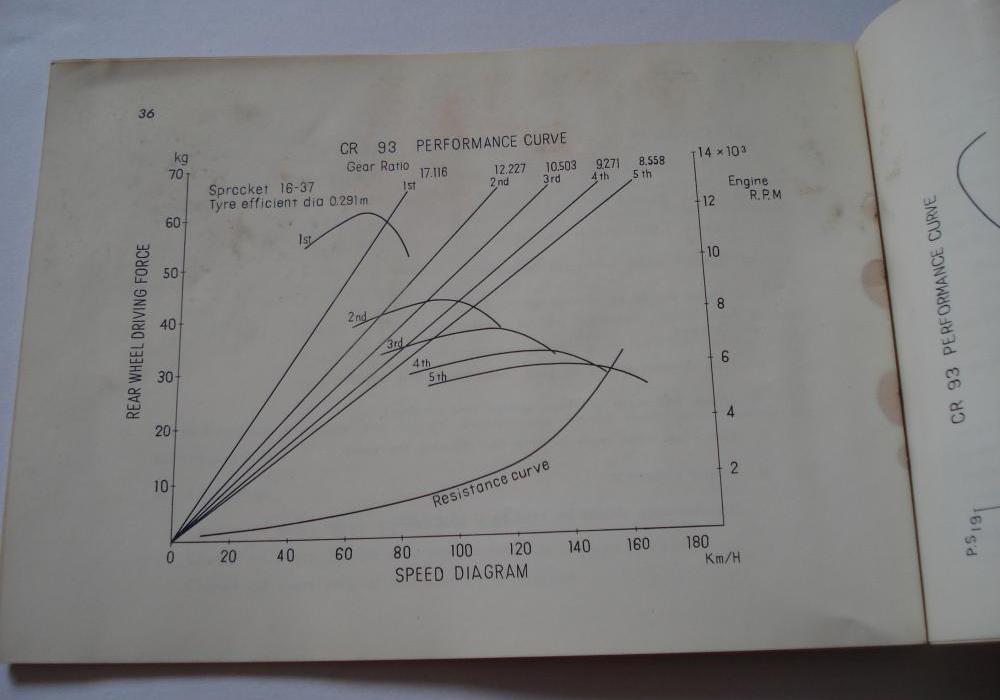 36
CR 93 PERFORMANCE CURVE
kg
Gear Ratio 17.116 12.227 10.503 9.271 8.558
1st 2nd 3rd 4th 5th
14 × 10³
Engine
R.P.M
70
60
50
40
30
20
10
Sprocket 16-37
Tyre efficient dia 0.291m
REAR WHEEL DRIVING FORCE
1st
2nd
3rd
4th
5th
Resistance curve
12
10
8
6
4
2
0 20 40 60 80 100 120 140 160 180
Km/H
SPEED DIAGRAM
CR 93 PERFORMANCE CURVE
P.S
19